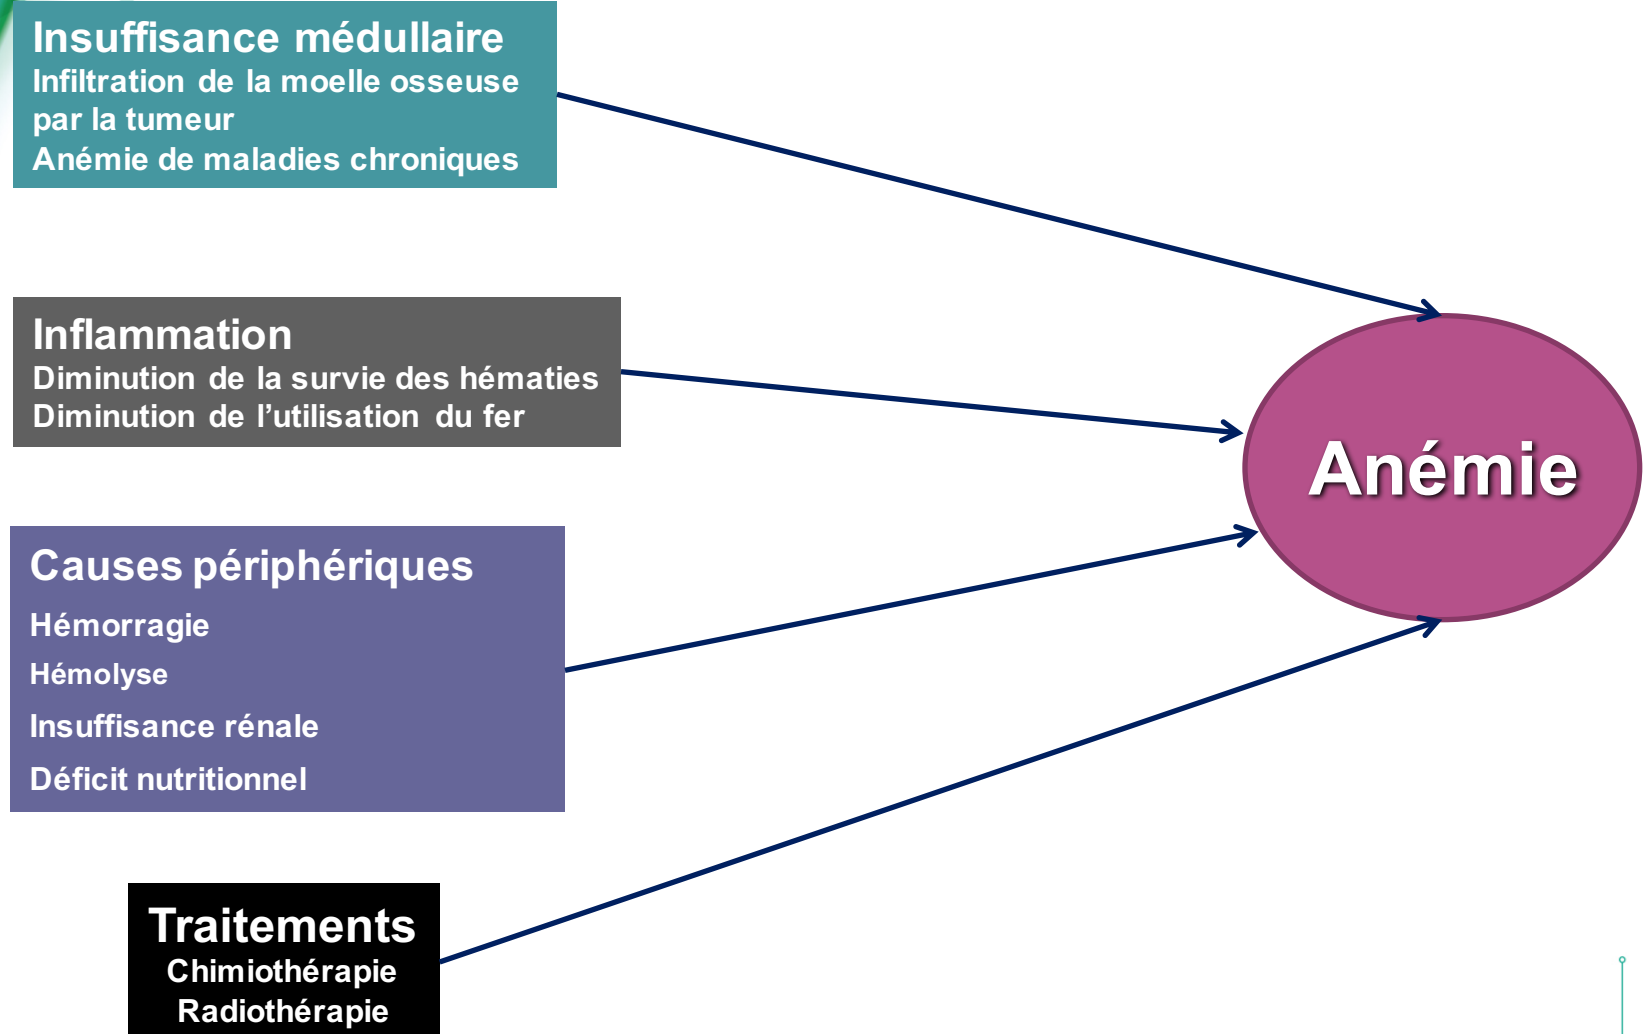 Insuffisance médullaire
Infiltration de la moelle osseuse
par la tumeur
Anémie de maladies chroniques
Inflammation
Diminution de la survie des hématies
Diminution de l’utilisation du fer
Causes périphériques
Hémorragie
Hémolyse
Insuffisance rénale
Déficit nutritionnel
Traitements
Chimiothérapie
Radiothérapie
Anémie